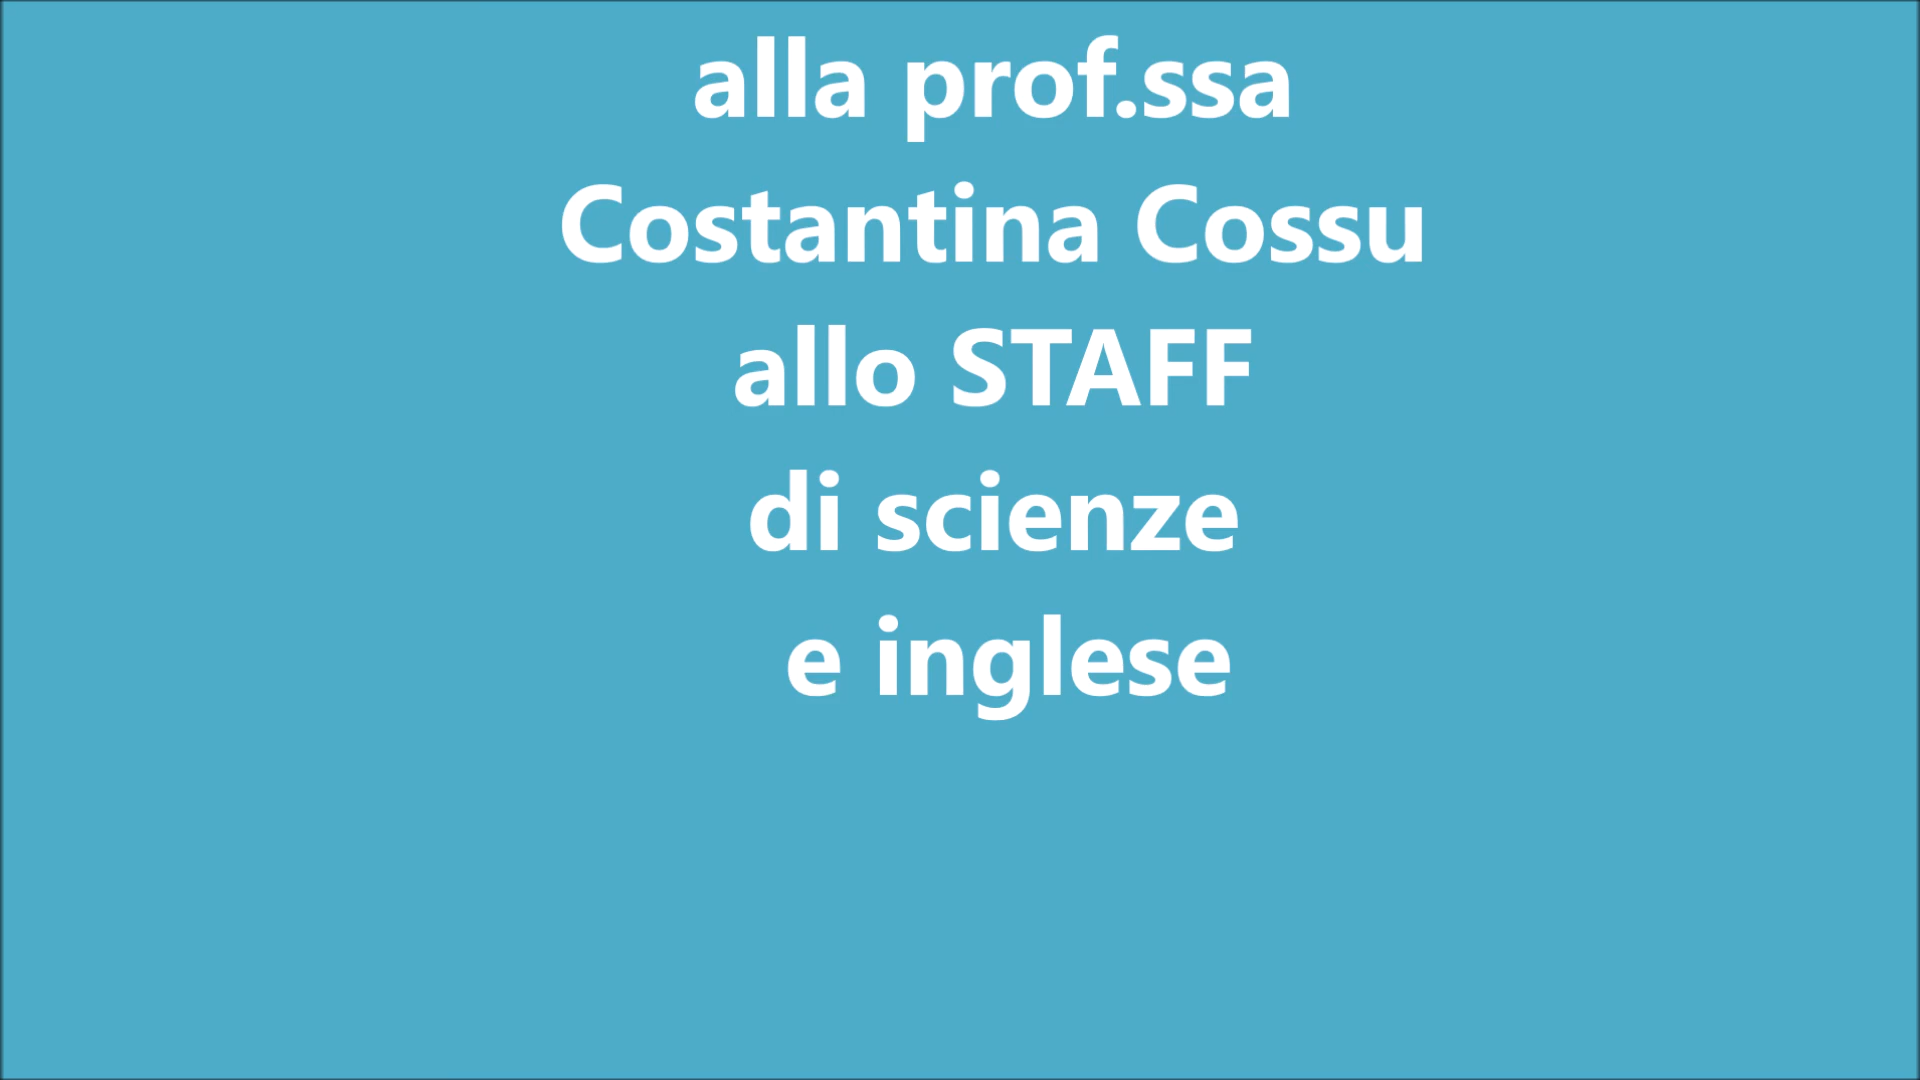 alla prof.ssa
Costantina Cossu
allo STAFF
di scienze
e inglese